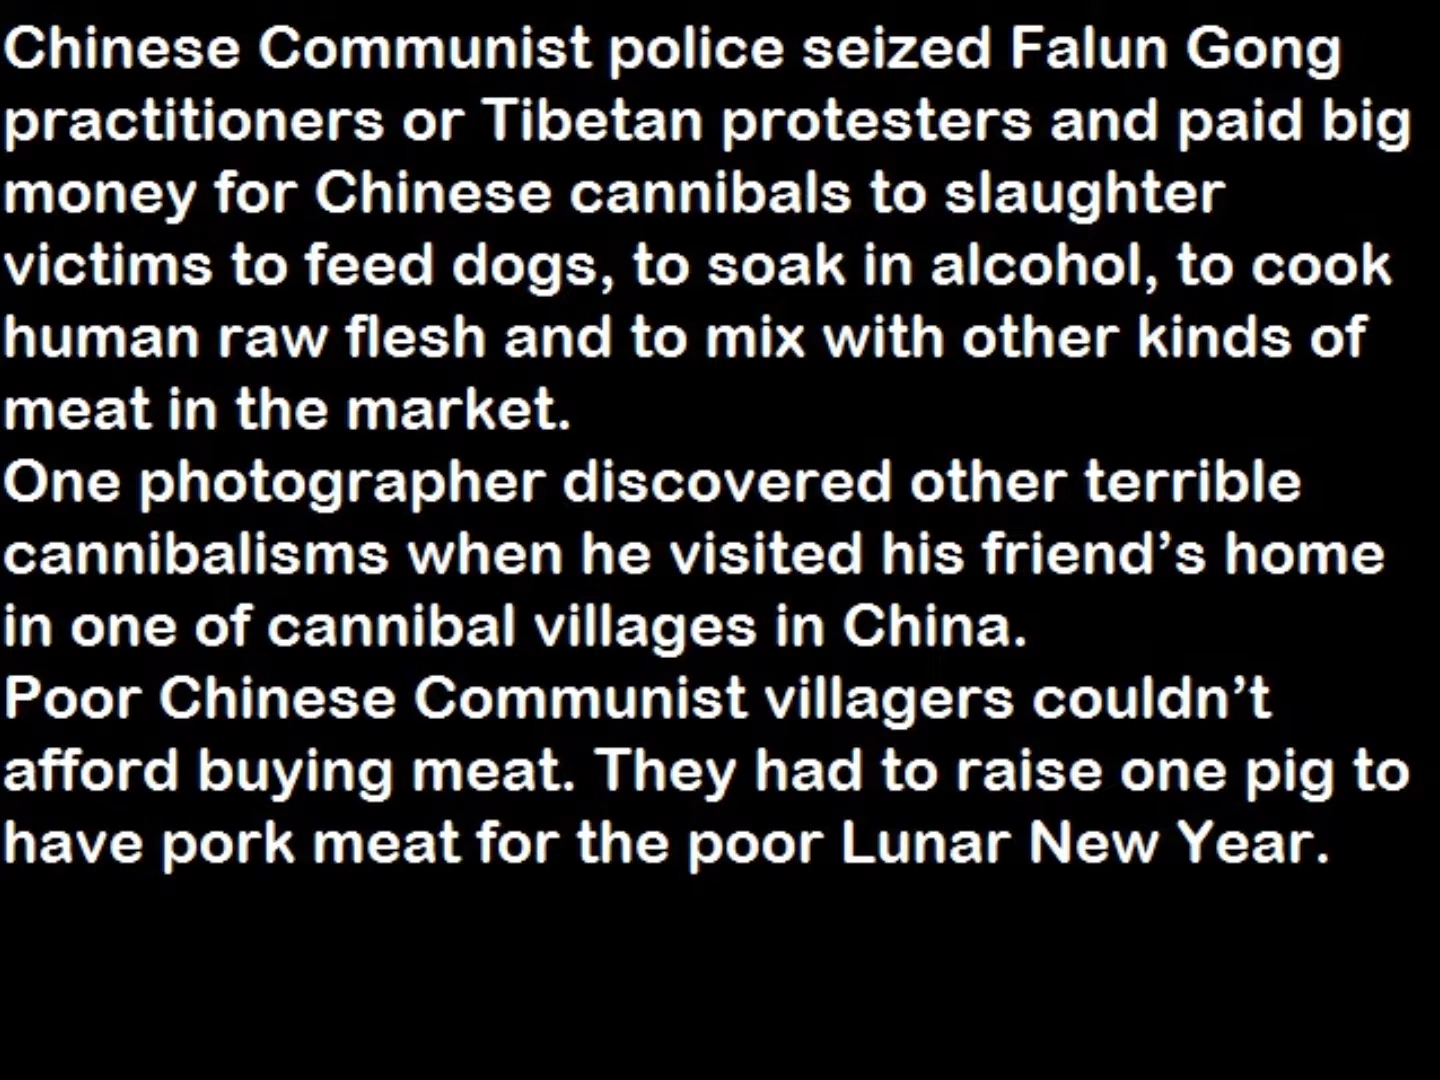 Chinese Communist police seized Falun Gong
practitioners or Tibetan protesters and paid big
money for Chinese cannibals to slaughter
victims to feed dogs, to soak in alcohol, to cook
human raw flesh and to mix with other kinds of
meat in the market.
One photographer discovered other terrible
cannibalisms when he visited his friend’s home
in one of cannibal villages in China.
Poor Chinese Communist villagers couldn’t
afford buying meat. They had to raise one pig to
have pork meat for the poor Lunar New Year.